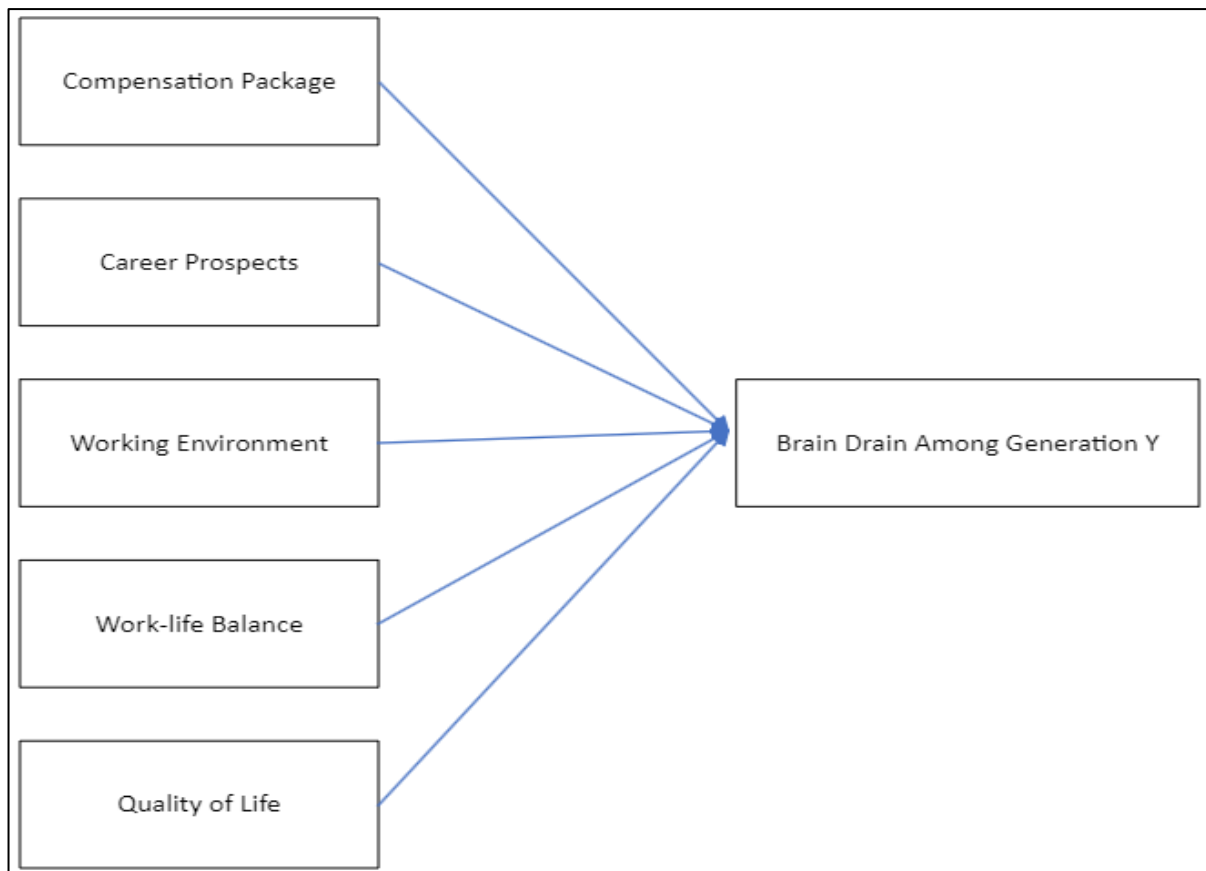 Compensation Package
Career Prospects
Working Environment
Brain Drain Among Generation Y
Work-life Balance
Quality of Life